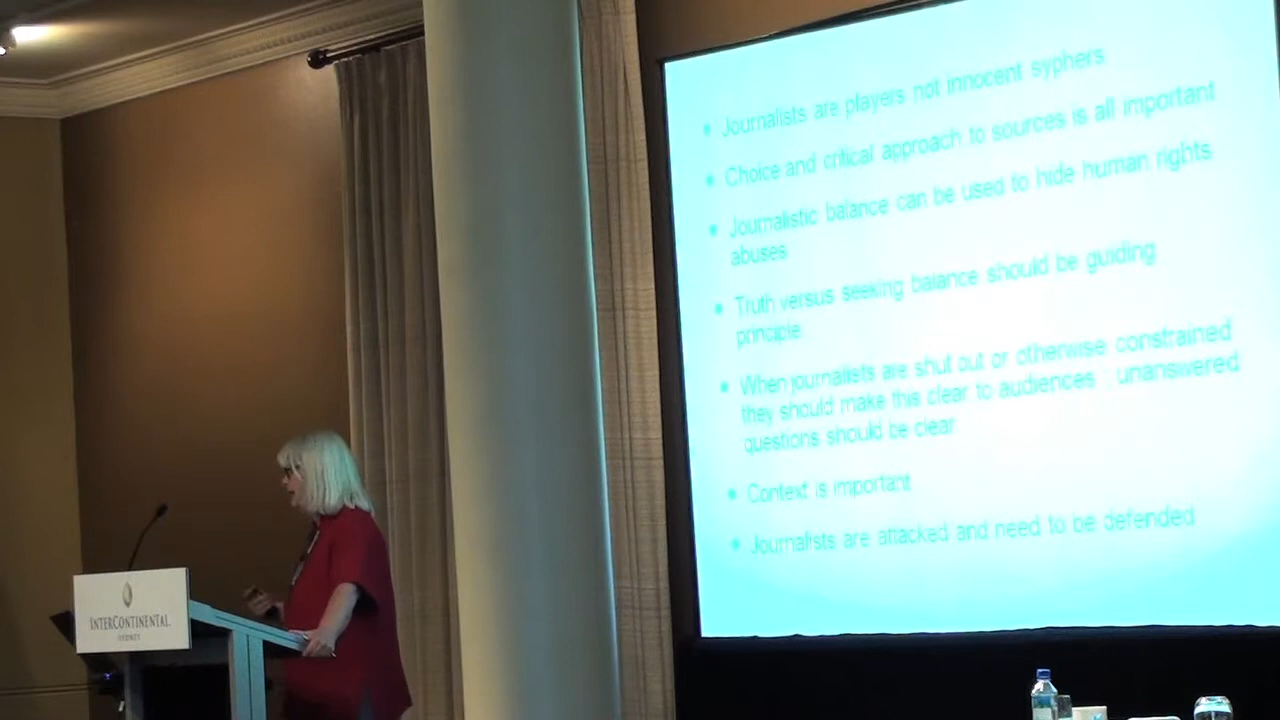 Journalists are players not innocent syphers
Choice and critical approach to sources is all important
Journalistic balance can be used to hide human rights
abuses
Truth versus seeking balance should be guiding
principle
When journalists are shut out or otherwise constrained
they should make this clear to audiences : unanswered
questions should be clear
Context is important
Journalists are attacked and need to be defended
INTERCONTINENTAL
SYDNEY